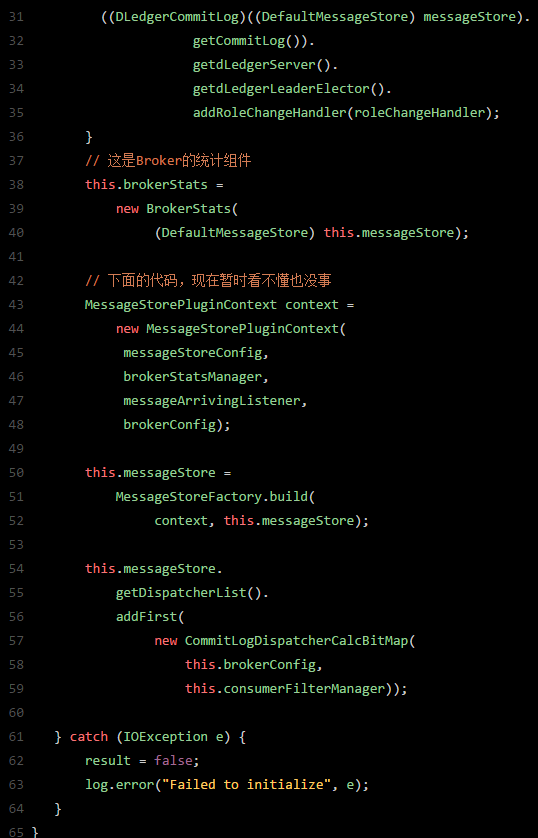 31 ((DLedgerCommitLog)((DefaultMessageStore) messageStore).
32 getCommitLog()).
33 getdLedgerServer().
34 getdLedgerLeaderElector().
35 addRoleChangeHandler(roleChangeHandler);
36 }
37 // 这是Broker的统计组件
38 this.brokerStats =
39 new BrokerStats(
40 (DefaultMessageStore) this.messageStore);
41
42 // 下面的代码，现在暂时看不懂也没事
43 MessageStorePluginContext context =
44 new MessageStorePluginContext(
45 messageStoreConfig,
46 brokerStatsManager,
47 messageArrivingListener,
48 brokerConfig);
49
50 this.messageStore =
51 MessageStoreFactory.build(
52 context, this.messageStore);
53
54 this.messageStore.
55 getDispatcherList().
56 addFirst(
57 new CommitLogDispatcherCalcBitMap(
58 this.brokerConfig,
59 this.consumerFilterManager));
60
61 } catch (IOException e) {
62 result = false;
63 log.error("Failed to initialize", e);
64 }
65 }